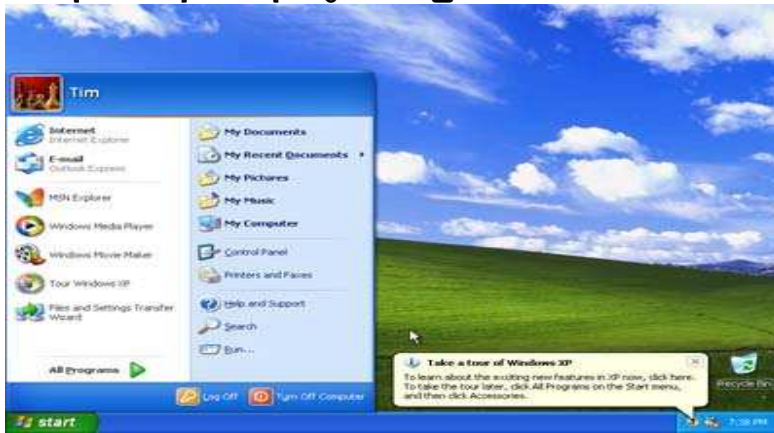 Tim
Internet
Internet Explorer
E-mail
Outlook Express
MSN Explorer
Windows Media Player
Windows Movie Maker
Tour Windows XP
Files and Settings Transfer
Wizard
All Programs
My Documents
My Recent Documents
My Pictures
My Music
My Computer
Control Panel
Printers and Faxes
Help and Support
Search
Run...
Log Off
Turn Off Computer
Take a tour of Windows XP
To learn about the exciting new features in XP now, click here.
To take the tour later, click All Programs on the Start menu,
and then click Accessories.
Recycle Bin
start